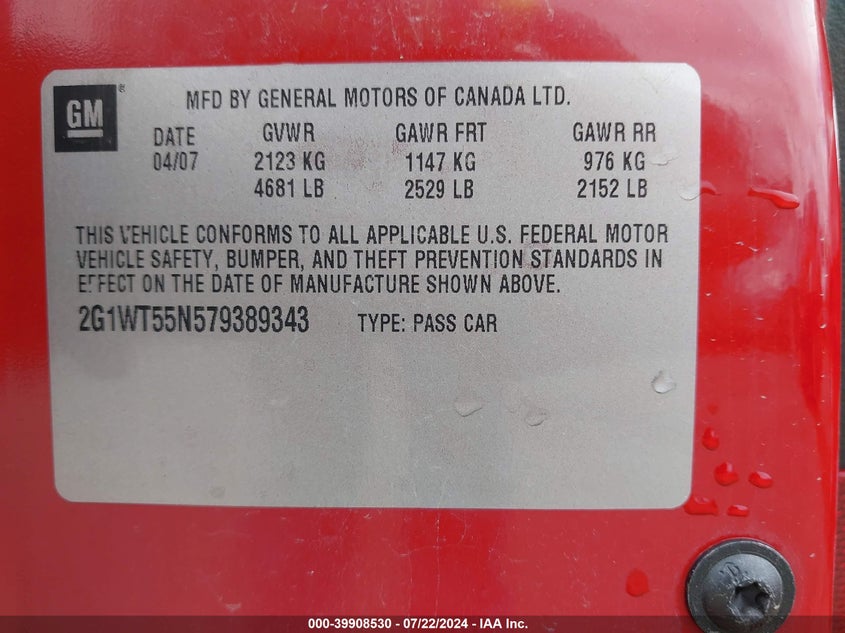 GM
MFD BY GENERAL MOTORS OF CANADA LTD.
DATE GVWR GAWR FRT GAWR RR
04/07 2123 KG 1147 KG 976 KG
4681 LB 2529 LB 2152 LB
THIS VEHICLE CONFORMS TO ALL APPLICABLE U.S. FEDERAL MOTOR
VEHICLE SAFETY, BUMPER, AND THEFT PREVENTION STANDARDS IN
EFFECT ON THE DATE OF MANUFACTURE SHOWN ABOVE.
2G1WT55N579389343 TYPE: PASS CAR
000-39908530 - 07/22/2024 - IAA Inc.